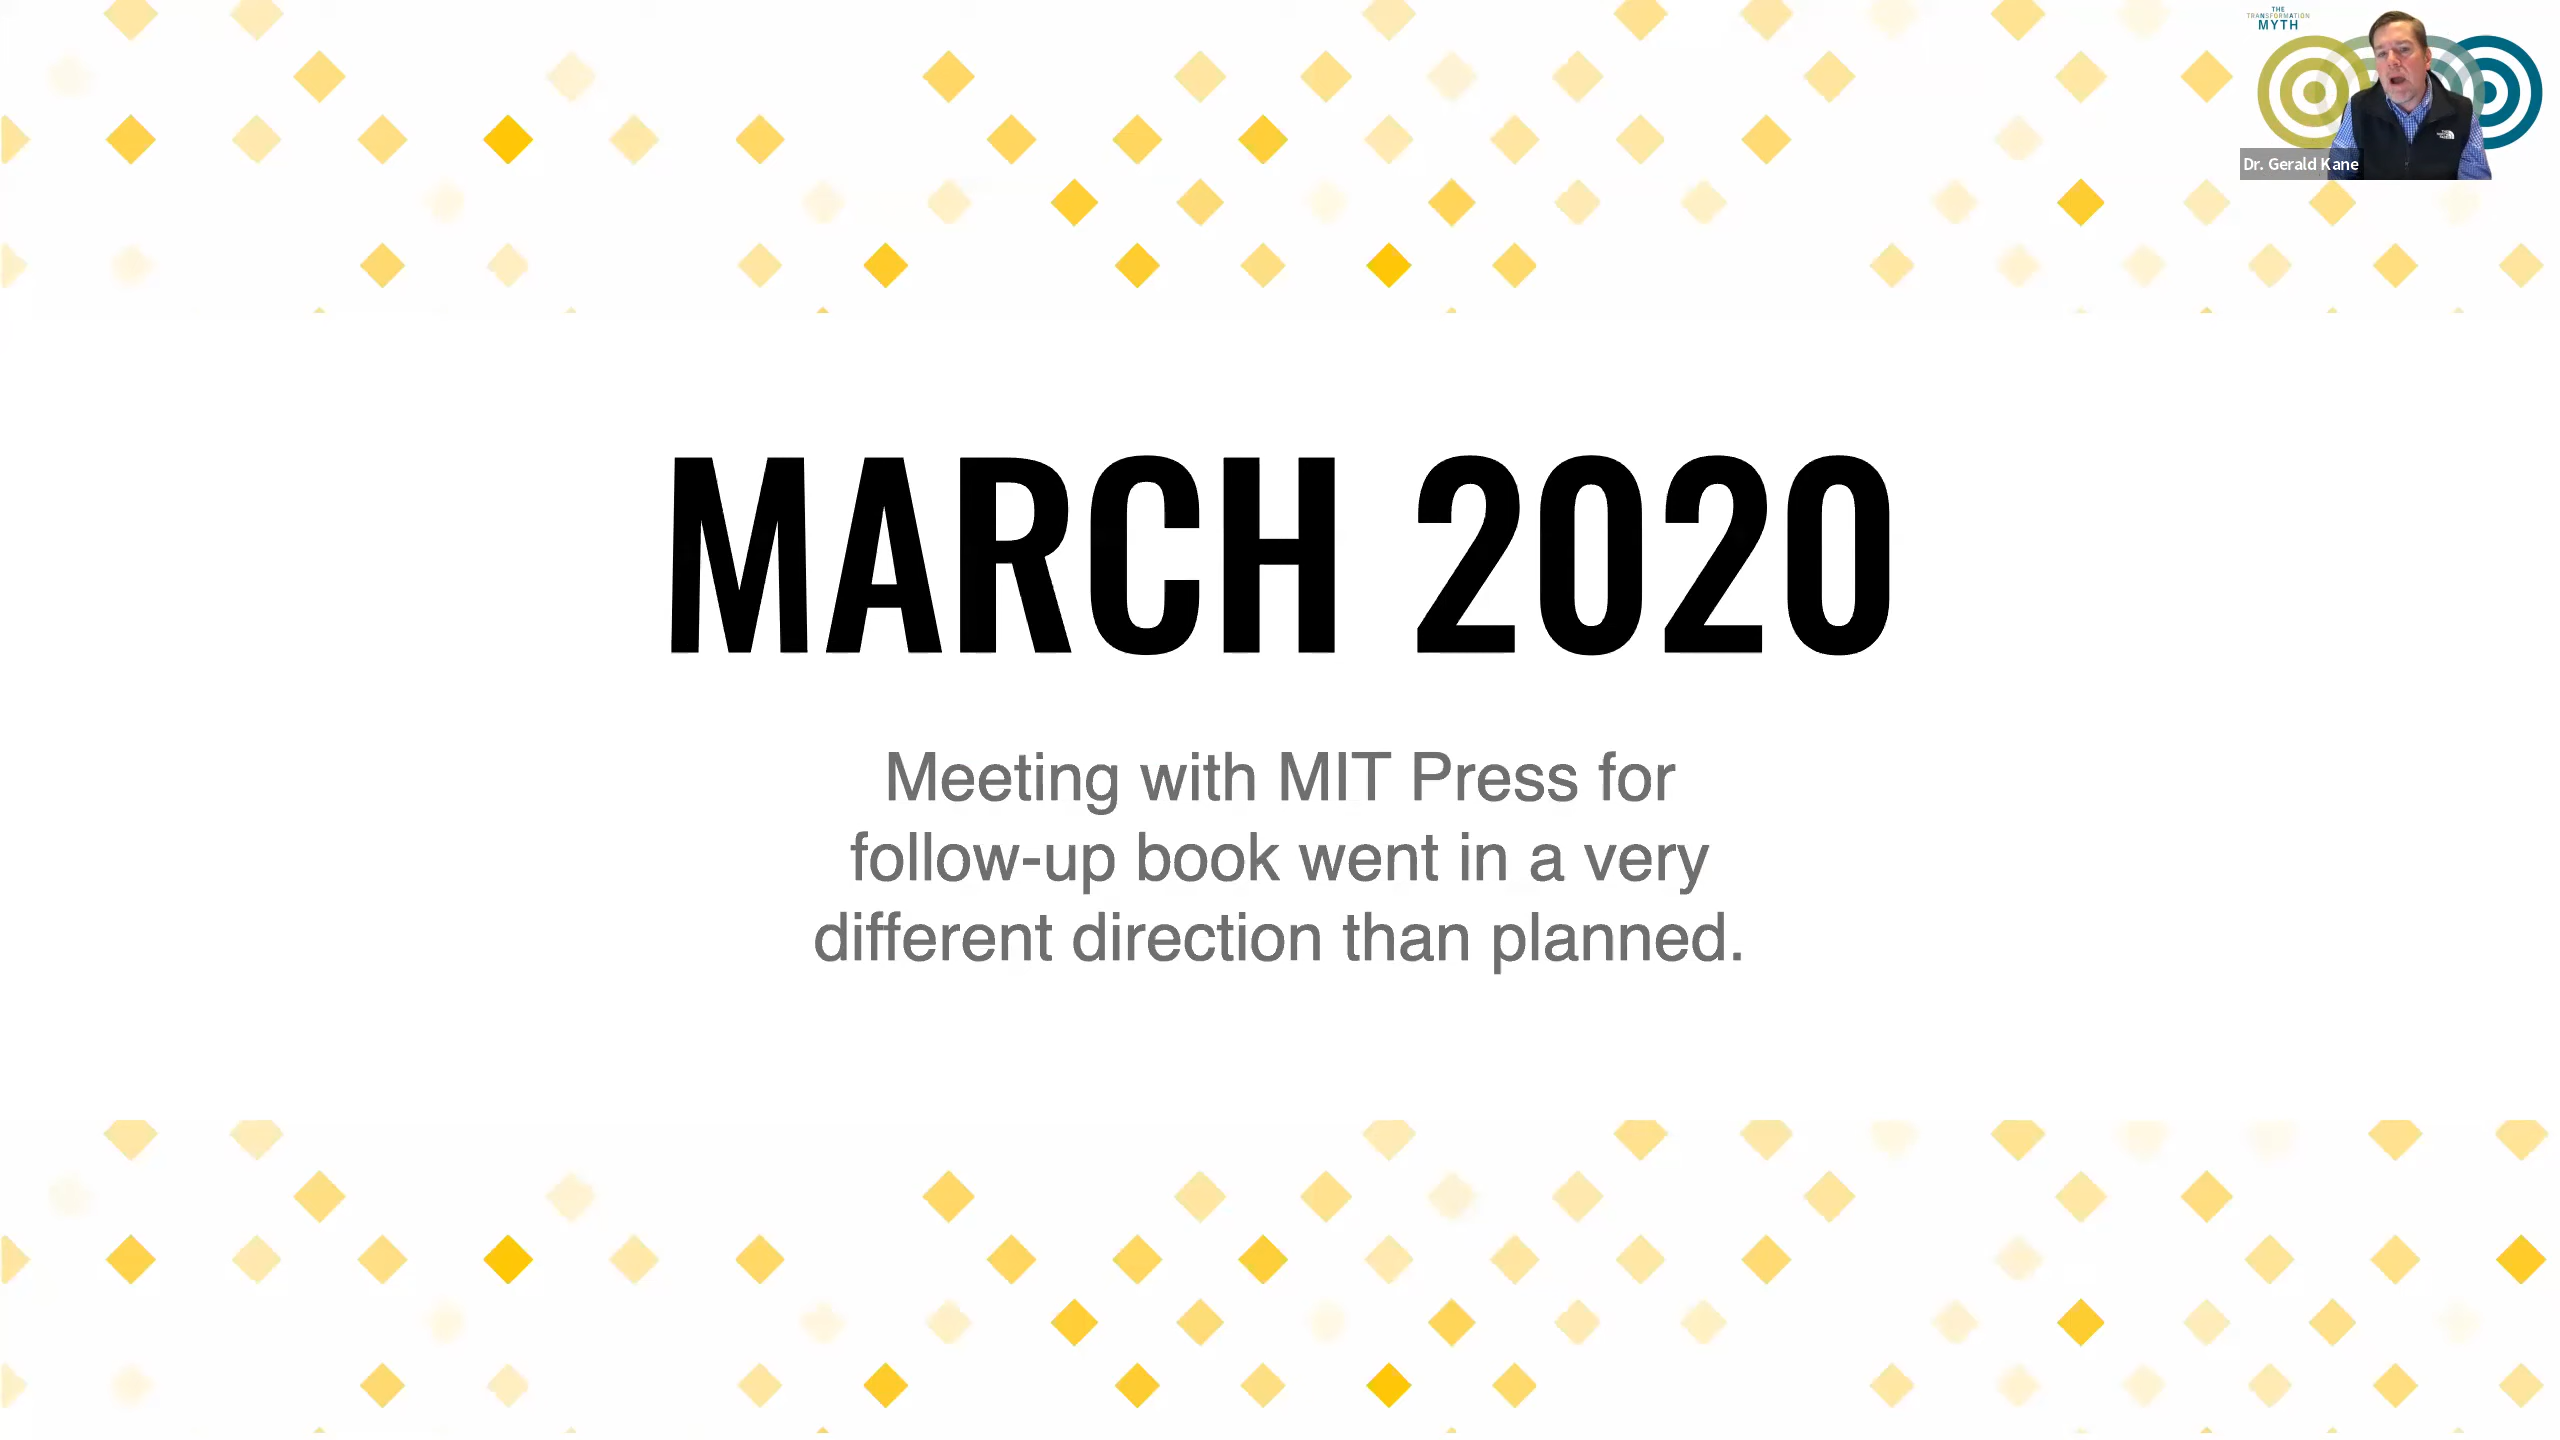 THE
TRANSFORMATION
MYTH
Dr. Gerald Kane
MARCH 2020
Meeting with MIT Press for
follow-up book went in a very
different direction than planned.